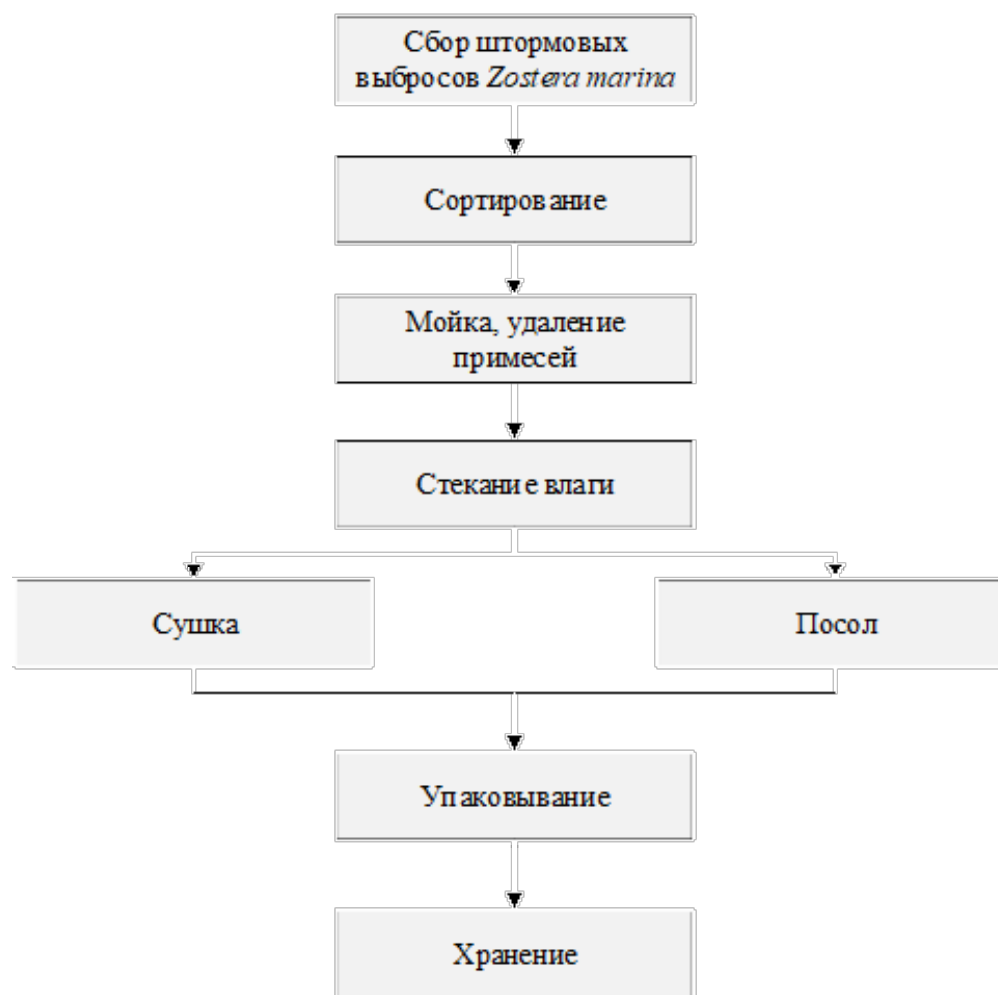 Сбор штормовых
выбросов Zostera marina
Сортирование
Мойка, удаление
примесей
Стекание влаги
Сушка
Посол
Упаковывание
Хранение